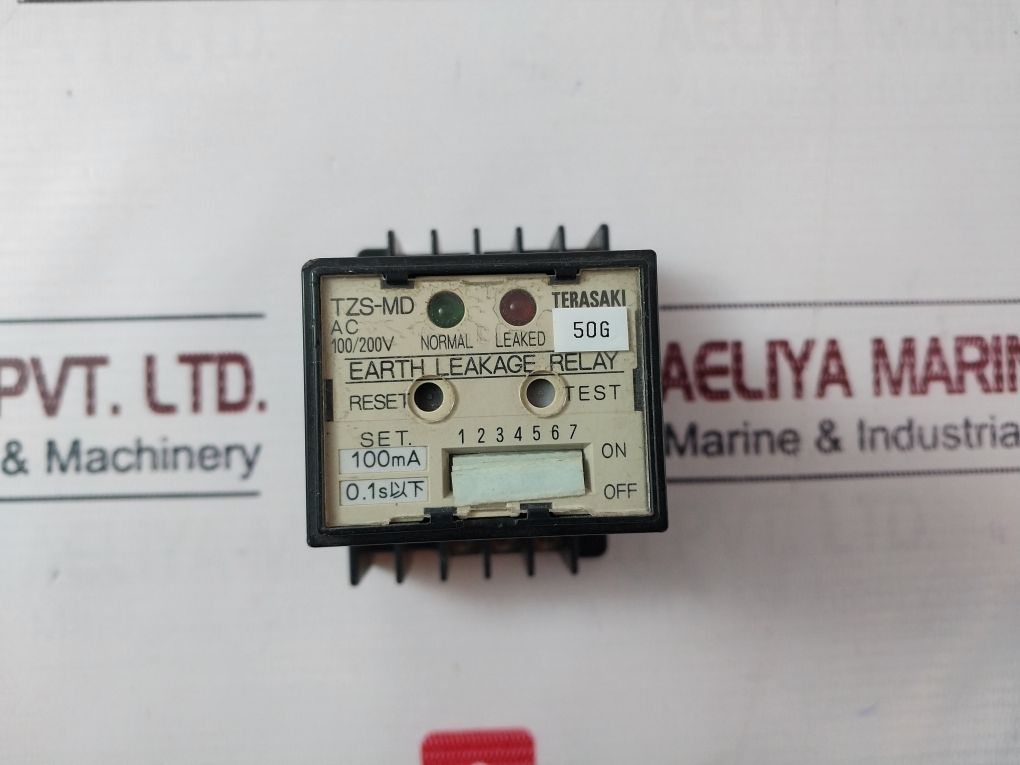 TZS-MD
AC
100/200V
NORMAL
LEAKED
TERASAKI
50G
EARTH LEAKAGE RELAY
RESET
TEST
SET.
100mA
0.1s以下
1 2 3 4 5 6 7
ON
OFF
PVT. LTD.
& Machinery
AELIYA MARIN
Marine & Industria